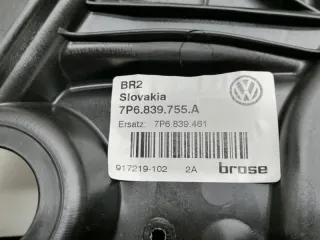 BR2
Slovakia
7P6.839.755.A
Ersatz: 7P6.839.461
917219-102 2A
brose